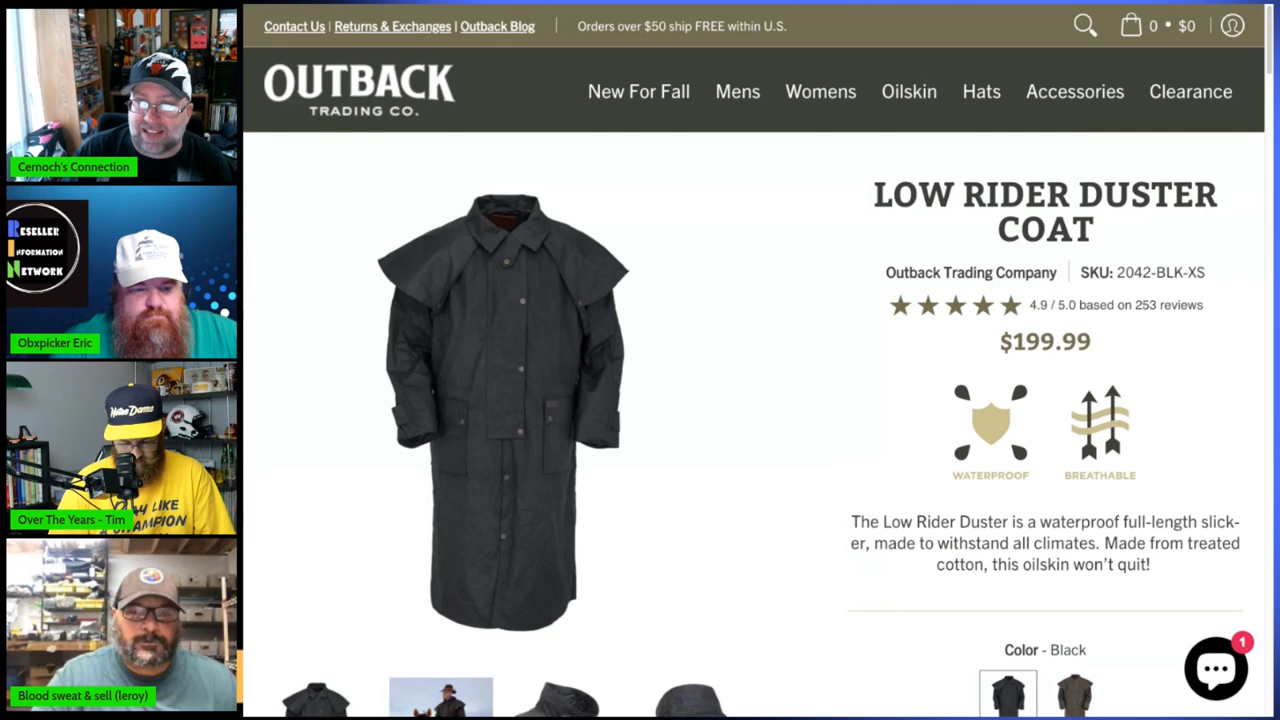 Contact Us | Returns & Exchanges | Outback Blog
Orders over $50 ship FREE within U.S.
0 • $0
OUTBACK
TRADING CO.
New For Fall
Mens
Womens
Oilskin
Hats
Accessories
Clearance
LOW RIDER DUSTER
COAT
Outback Trading Company
SKU: 2042-BLK-XS
4.9 / 5.0 based on 253 reviews
$199.99
WATERPROOF
BREATHABLE
The Low Rider Duster is a waterproof full-length slick-
er, made to withstand all climates. Made from treated
cotton, this oilskin won't quit!
Color - Black
1
Cernoch's Connection
RESELLER
INFORMATION
NETWORK
Obxpicker Eric
Notre Dame
LIKE
CHAMPION
Over The Years - Tim
Blood sweat & sell (leroy)